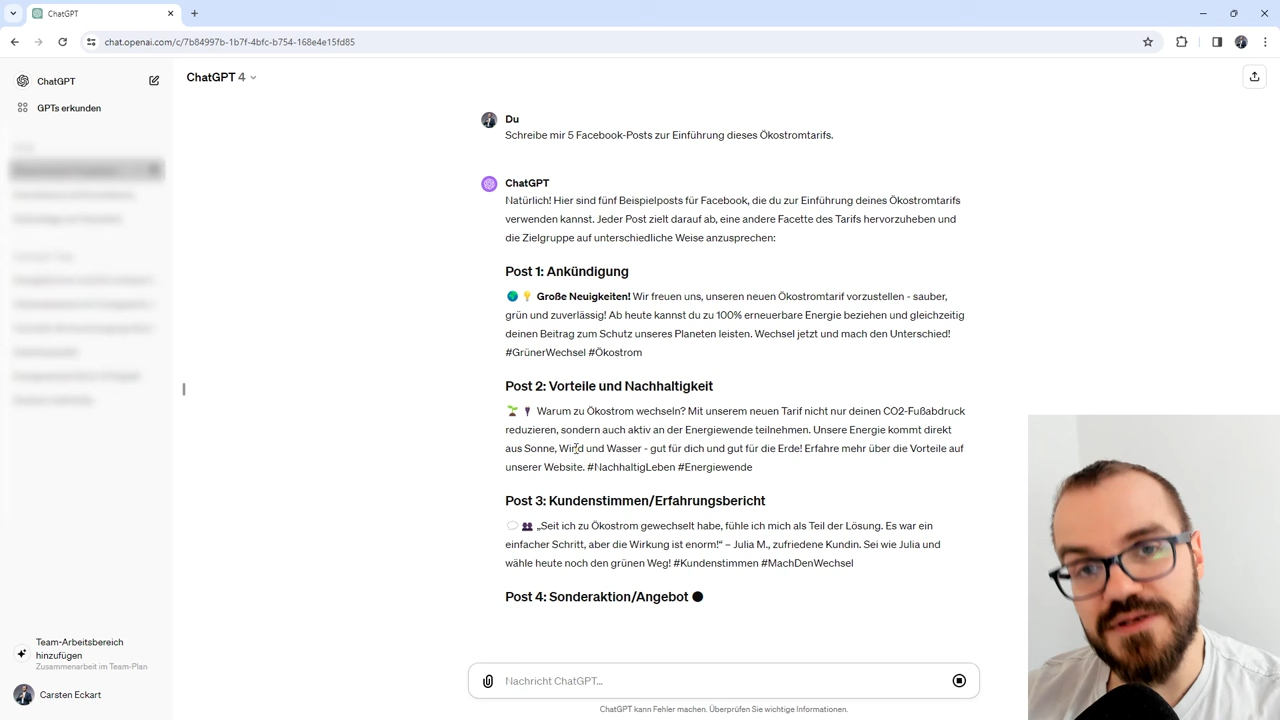 ChatGPT
chat.openai.com/c/7b84997b-1b7f-4bfc-b754-168e4e15fd85
ChatGPT
GPTs erkunden
ChatGPT 4
Du
Schreibe mir 5 Facebook-Posts zur Einführung dieses Ökostromtarifs.
ChatGPT
Natürlich! Hier sind fünf Beispielposts für Facebook, die du zur Einführung deines Ökostromtarifs
verwenden kannst. Jeder Post zielt darauf ab, eine andere Facette des Tarifs hervorzuheben und
die Zielgruppe auf unterschiedliche Weise anzusprechen:
Post 1: Ankündigung
Große Neuigkeiten! Wir freuen uns, unseren neuen Ökostromtarif vorzustellen - sauber,
grün und zuverlässig! Ab heute kannst du zu 100% erneuerbare Energie beziehen und gleichzeitig
deinen Beitrag zum Schutz unseres Planeten leisten. Wechsel jetzt und mach den Unterschied!
#GrünerWechsel #Ökostrom
Post 2: Vorteile und Nachhaltigkeit
Warum zu Ökostrom wechseln? Mit unserem neuen Tarif nicht nur deinen CO2-Fußabdruck
reduzieren, sondern auch aktiv an der Energiewende teilnehmen. Unsere Energie kommt direkt
aus Sonne, Wind und Wasser - gut für dich und gut für die Erde! Erfahre mehr über die Vorteile auf
unserer Website. #NachhaltigLeben #Energiewende
Post 3: Kundenstimmen/Erfahrungsbericht
„Seit ich zu Ökostrom gewechselt habe, fühle ich mich als Teil der Lösung. Es war ein
einfacher Schritt, aber die Wirkung ist enorm!“ – Julia M., zufriedene Kundin. Sei wie Julia und
wähle heute noch den grünen Weg! #Kundenstimmen #MachDenWechsel
Post 4: Sonderaktion/Angebot
Team-Arbeitsbereich
hinzufügen
Zusammenarbeit im Team-Plan
Carsten Eckart
Nachricht ChatGPT...
ChatGPT kann Fehler machen. Überprüfen Sie wichtige Informationen.